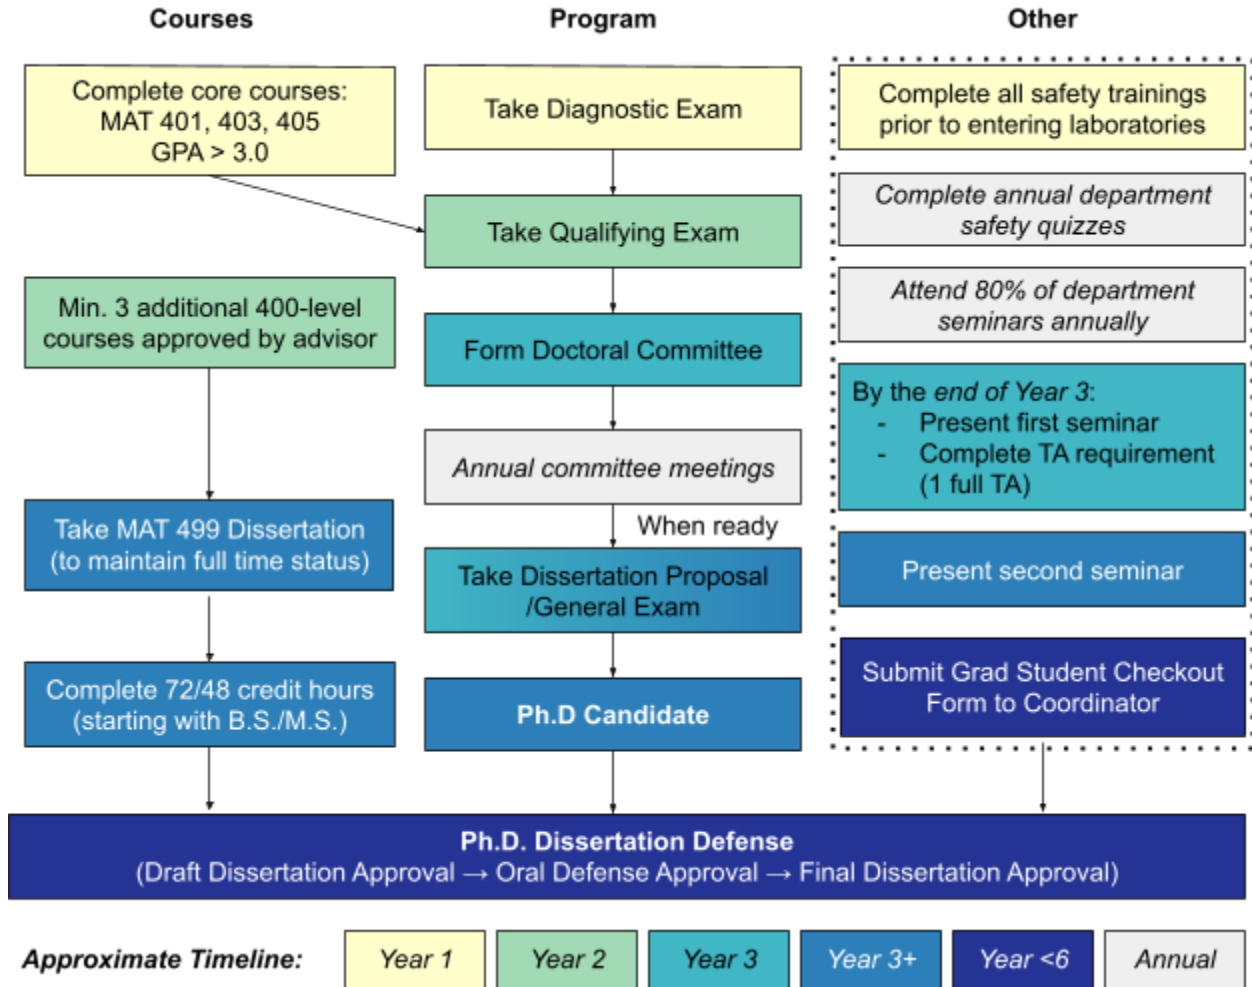 Courses
Program
Other
Complete core courses:
MAT 401, 403, 405
GPA > 3.0
Min. 3 additional 400-level
courses approved by advisor
Take MAT 499 Dissertation
(to maintain full time status)
Complete 72/48 credit hours
(starting with B.S./M.S.)
Take Diagnostic Exam
Take Qualifying Exam
Form Doctoral Committee
Annual committee meetings
When ready
Take Dissertation Proposal
/General Exam
Ph.D Candidate
Complete all safety trainings
prior to entering laboratories
Complete annual department
safety quizzes
Attend 80% of department
seminars annually
By the end of Year 3:
- Present first seminar
- Complete TA requirement
(1 full TA)
Present second seminar
Submit Grad Student Checkout
Form to Coordinator
Ph.D. Dissertation Defense
(Draft Dissertation Approval → Oral Defense Approval → Final Dissertation Approval)
Approximate Timeline:
Year 1
Year 2
Year 3
Year 3+
Year <6
Annual